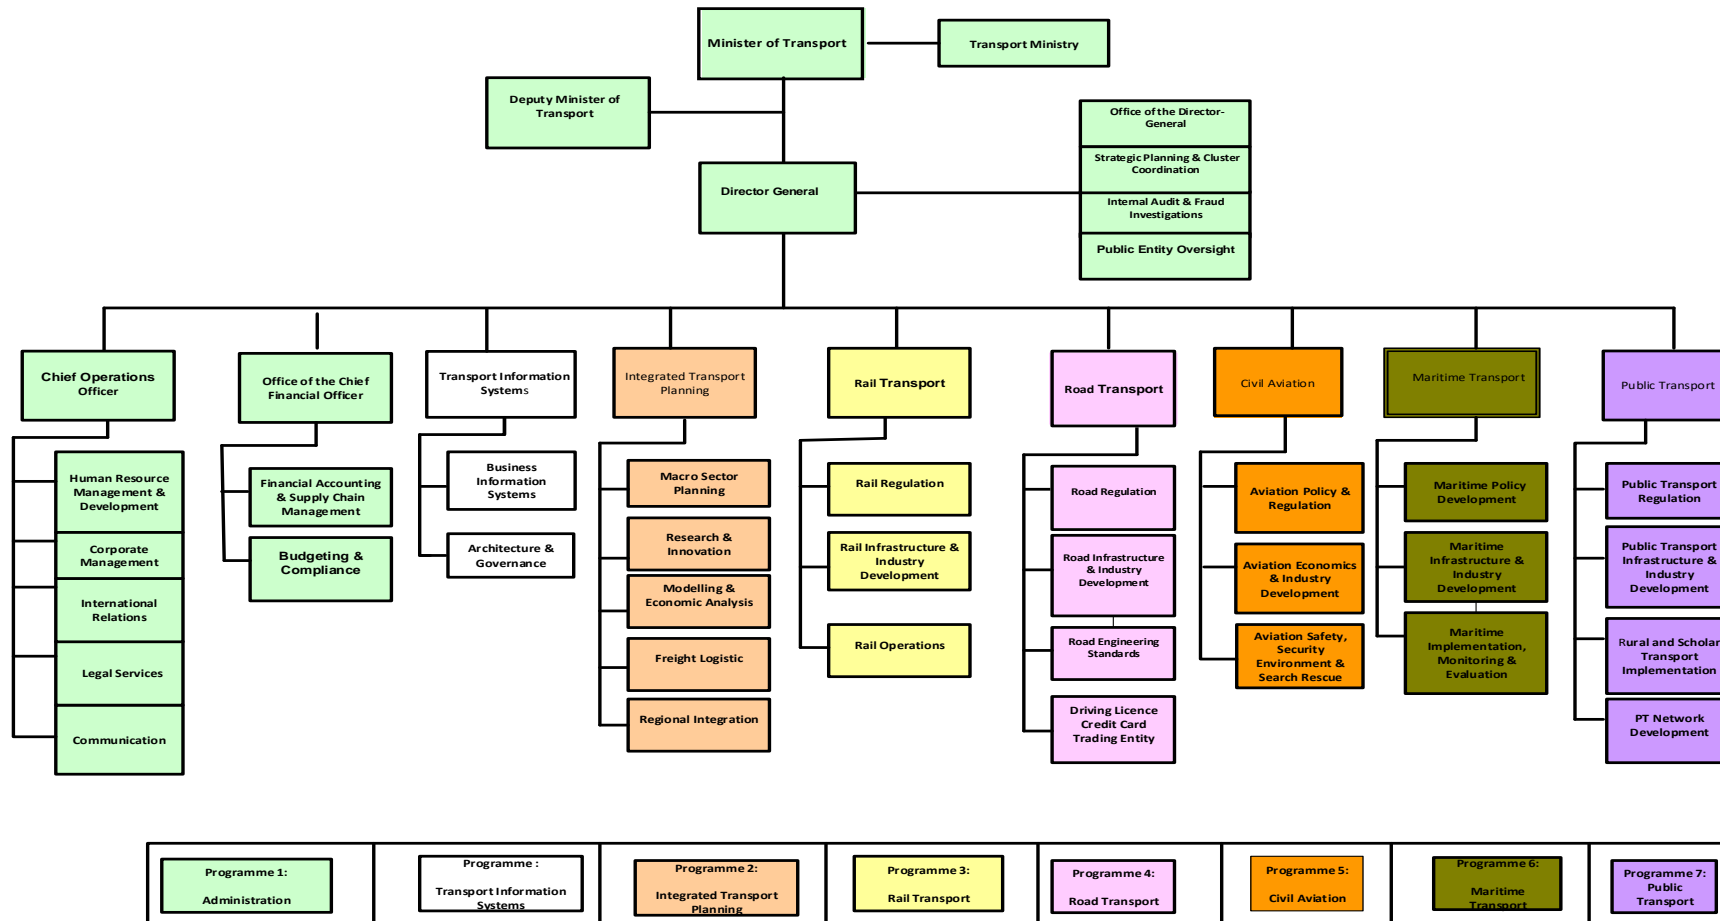 Minister of Transport
Transport Ministry
Deputy Minister of
Transport
Office of the Director-
General
Strategic Planning & Cluster
Coordination
Director General
Internal Audit & Fraud
Investigations
Public Entity Oversight
Chief Operations
Officer
Office of the Chief
Financial Officer
Transport Information
Systems
Integrated Transport
Planning
Rail Transport
Road Transport
Civil Aviation
Maritime Transport
Public Transport
Human Resource
Management &
Development
Corporate
Management
International
Relations
Legal Services
Communication
Financial Accounting
& Supply Chain
Management
Budgeting &
Compliance
Business
Information
Systems
Architecture &
Governance
Macro Sector
Planning
Research &
Innovation
Modelling &
Economic Analysis
Freight Logistic
Regional Integration
Rail Regulation
Rail Infrastructure &
Industry
Development
Rail Operations
Road Regulation
Road Infrastructure
& Industry
Development
Road Engineering
Standards
Driving Licence
Credit Card
Trading Entity
Aviation Policy &
Regulation
Aviation Economics
& Industry
Development
Aviation Safety,
Security
Environment &
Search Rescue
Maritime Policy
Development
Maritime
Infrastructure &
Industry
Development
Maritime
Implementation,
Monitoring &
Evaluation
Public Transport
Regulation
Public Transport
Infrastructure &
Industry
Development
Rural and Scholar
Transport
Implementation
PT Network
Development
Programme 1:
Administration
Programme :
Transport Information
Systems
Programme 2:
Integrated Transport
Planning
Programme 3:
Rail Transport
Programme 4:
Road Transport
Programme 5:
Civil Aviation
Programme 6:
Maritime
Transport
Programme 7:
Public
Transport